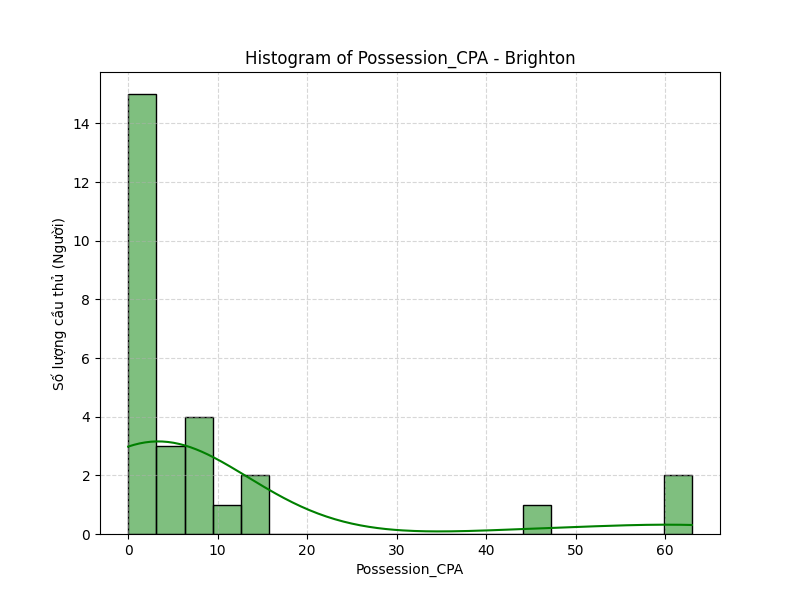 Histogram of Possession_CPA - Brighton
Số lượng cầu thủ (Người)
14
12
10
8
6
4
2
0
0 10 20 30 40 50 60
Possession_CPA